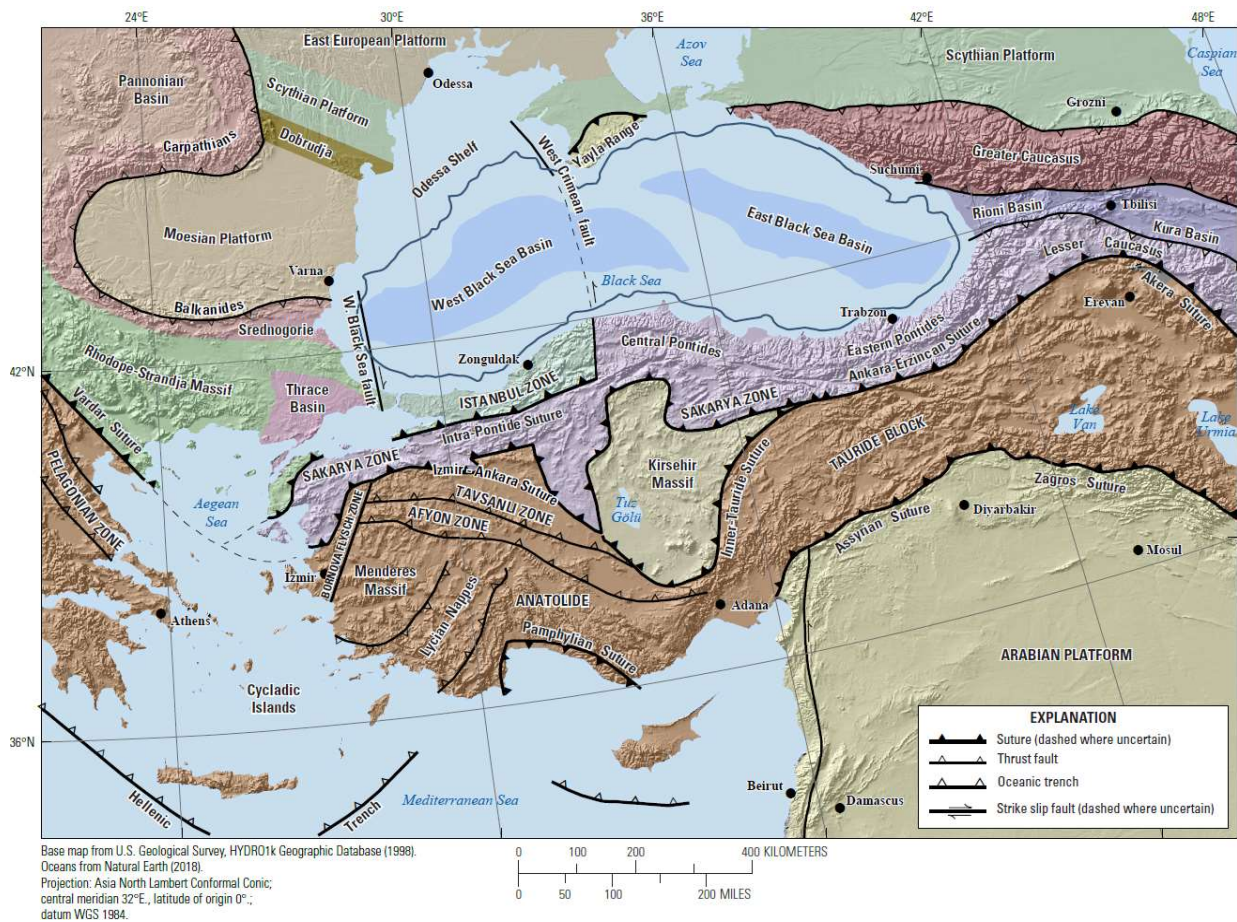 24°E
30°E
36°E
42°E
48°E
East European Platform
Azov
Sea
Scythian Platform
Caspian
Sea
Pannonian
Basin
Odessa
Scythian Platform
Grozni
Carpathians
Dobrudja
Odessa Shelf
Yayla Range
West Crimean fault
Greater Caucasus
Suchumi
Rioni Basin
Tbilisi
Kura Basin
Moesian Platform
East Black Sea Basin
Lesser Caucasus
Varna
West Black Sea Basin
Black Sea
Akera Suture
Balkanides
Erevan
Srednogorie
W. Black Sea fault
Trabzon
Zonguldak
Central Pontides
Eastern Pontides
Ankara-Erzincan Suture
42°N
Rhodope-Strandja Massif
ISTANBUL ZONE
Thrace
Basin
SAKARYA ZONE
Lake
Van
Lake
Urmia
Vardar Suture
Intra-Pontide Suture
TAURIDE BLOCK
PELAGONIAN ZONE
SAKARYA ZONE
Izmir-Ankara Suture
Kirsehir
Massif
Zagros Suture
Aegean
Sea
TAVSANLI ZONE
Tuz
Gölü
Inner-Tauride Suture
Assyrian Suture
Diyarbakir
AFYON ZONE
BORNOVA FLYSCH ZONE
Mosul
Izmir
Menderes
Massif
ANATOLIDE
Adana
Athens
Lycian Nappes
Pamphylian Suture
ARABIAN PLATFORM
Cycladic
Islands
36°N
EXPLANATION
Suture (dashed where uncertain)
Thrust fault
Oceanic trench
Strike slip fault (dashed where uncertain)
Hellenic
Trench
Mediterranean Sea
Beirut
Damascus
Base map from U.S. Geological Survey, HYDRO1k Geographic Database (1998).
Oceans from Natural Earth (2018).
Projection: Asia North Lambert Conformal Conic;
central meridian 32°E., latitude of origin 0°.;
datum WGS 1984.
0 100 200 400 KILOMETERS
0 50 100 200 MILES